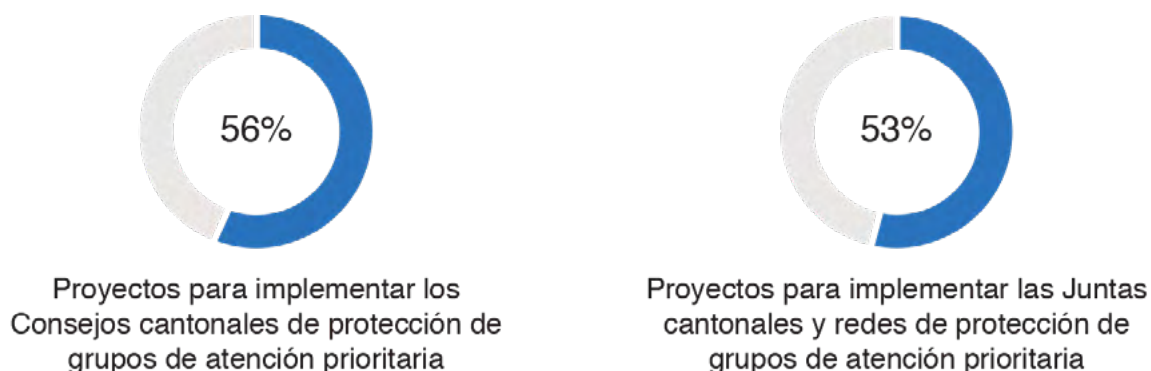 56%
Proyectos para implementar los
Consejos cantonales de protección de
grupos de atención prioritaria
53%
Proyectos para implementar las Juntas
cantonales y redes de protección de
grupos de atención prioritaria